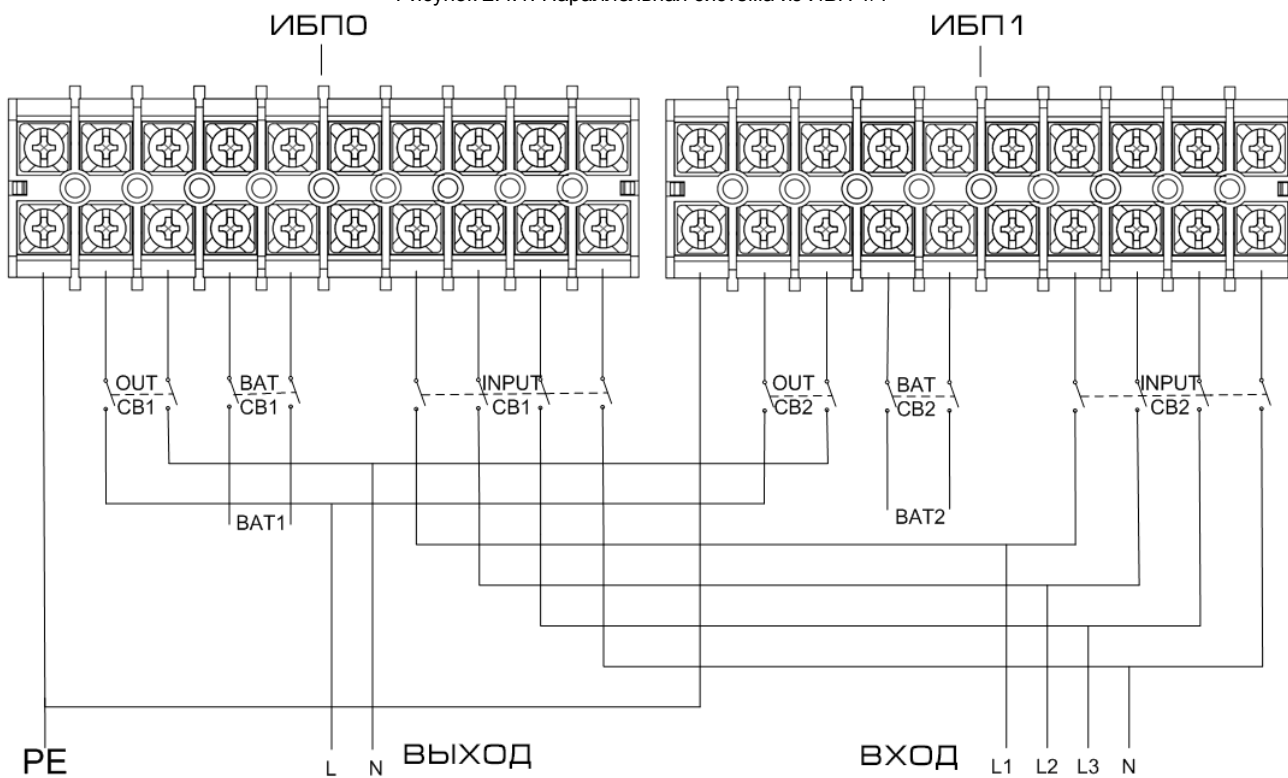 ИБП0 ИБП1
OUT BAT INPUT OUT BAT INPUT
CB1 CB1 CB1 CB2 CB2 CB2
BAT1 BAT2
PE L N ВЫХОД ВХОД L1 L2 L3 N